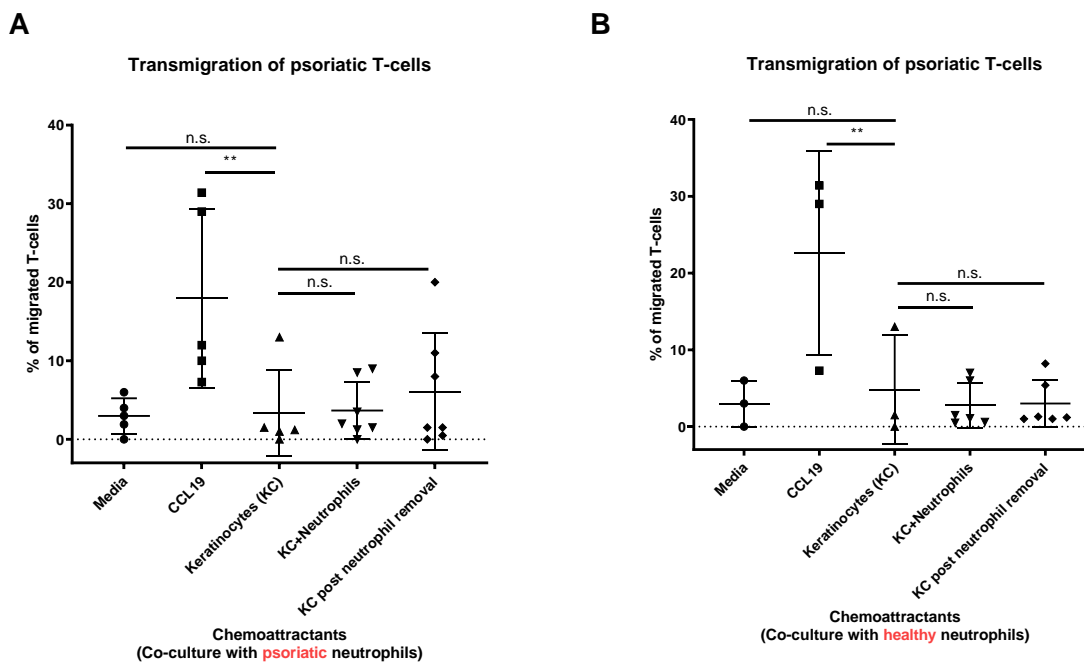 A
Transmigration of psoriatic T-cells
% of migrated T-cells
40
30
20
10
0
n.s.
**
n.s.
n.s.
Media
CCL19
Keratinocytes (KC)
KC+Neutrophils
KC post neutrophil removal
Chemoattractants
(Co-culture with psoriatic neutrophils)
B
Transmigration of psoriatic T-cells
% of migrated T-cells
40
30
20
10
0
n.s.
**
n.s.
n.s.
Media
CCL19
Keratinocytes (KC)
KC+Neutrophils
KC post neutrophil removal
Chemoattractants
(Co-culture with healthy neutrophils)